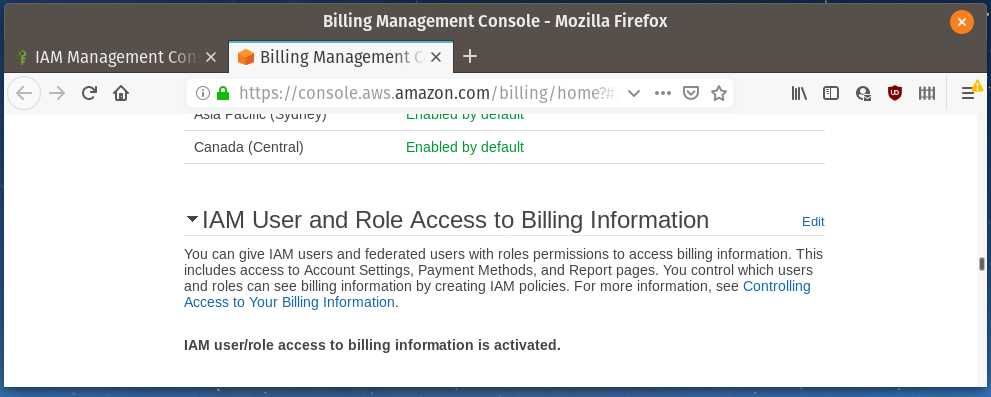 Billing Management Console - Mozilla Firefox
IAM Management Con
Billing Management C
https://console.aws.amazon.com/billing/home?#
Asia Pacific (Sydney) Enabled by default
Canada (Central) Enabled by default
IAM User and Role Access to Billing Information Edit
You can give IAM users and federated users with roles permissions to access billing information. This
includes access to Account Settings, Payment Methods, and Report pages. You control which users
and roles can see billing information by creating IAM policies. For more information, see Controlling
Access to Your Billing Information.
IAM user/role access to billing information is activated.